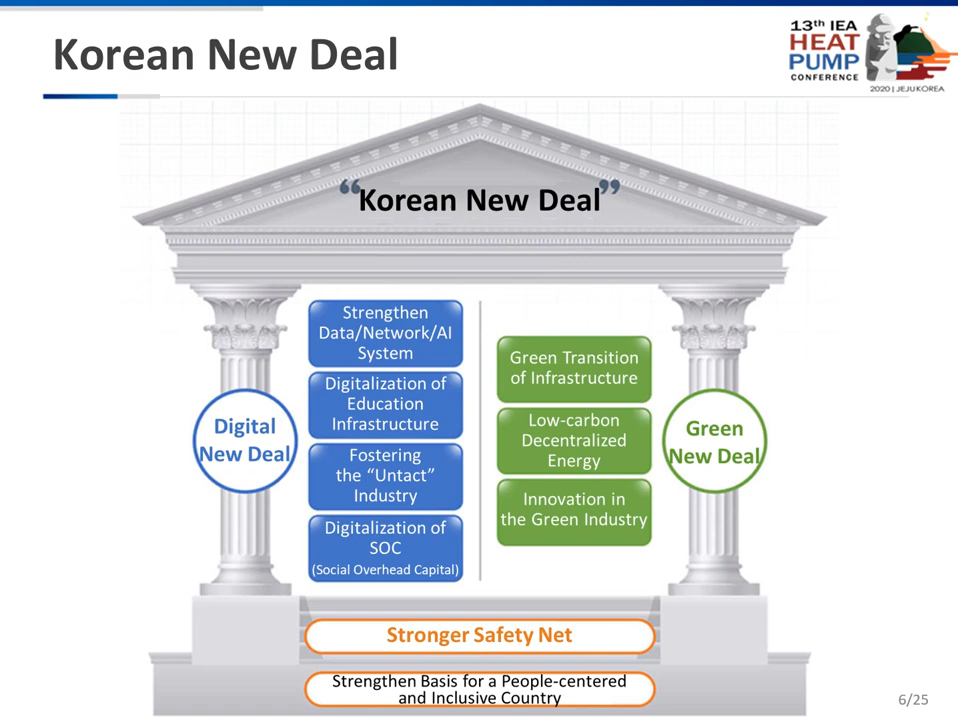 Korean New Deal
13th IEA
HEAT
PUMP
CONFERENCE
2020 | JEJU KOREA
“Korean New Deal”
Strengthen
Data/Network/AI
System
Digitalization of
Education
Infrastructure
Fostering
the “Untact”
Industry
Digitalization of
SOC
(Social Overhead Capital)
Digital
New Deal
Green Transition
of Infrastructure
Low-carbon
Decentralized
Energy
Innovation in
the Green Industry
Green
New Deal
Stronger Safety Net
Strengthen Basis for a People-centered
and Inclusive Country
6/25